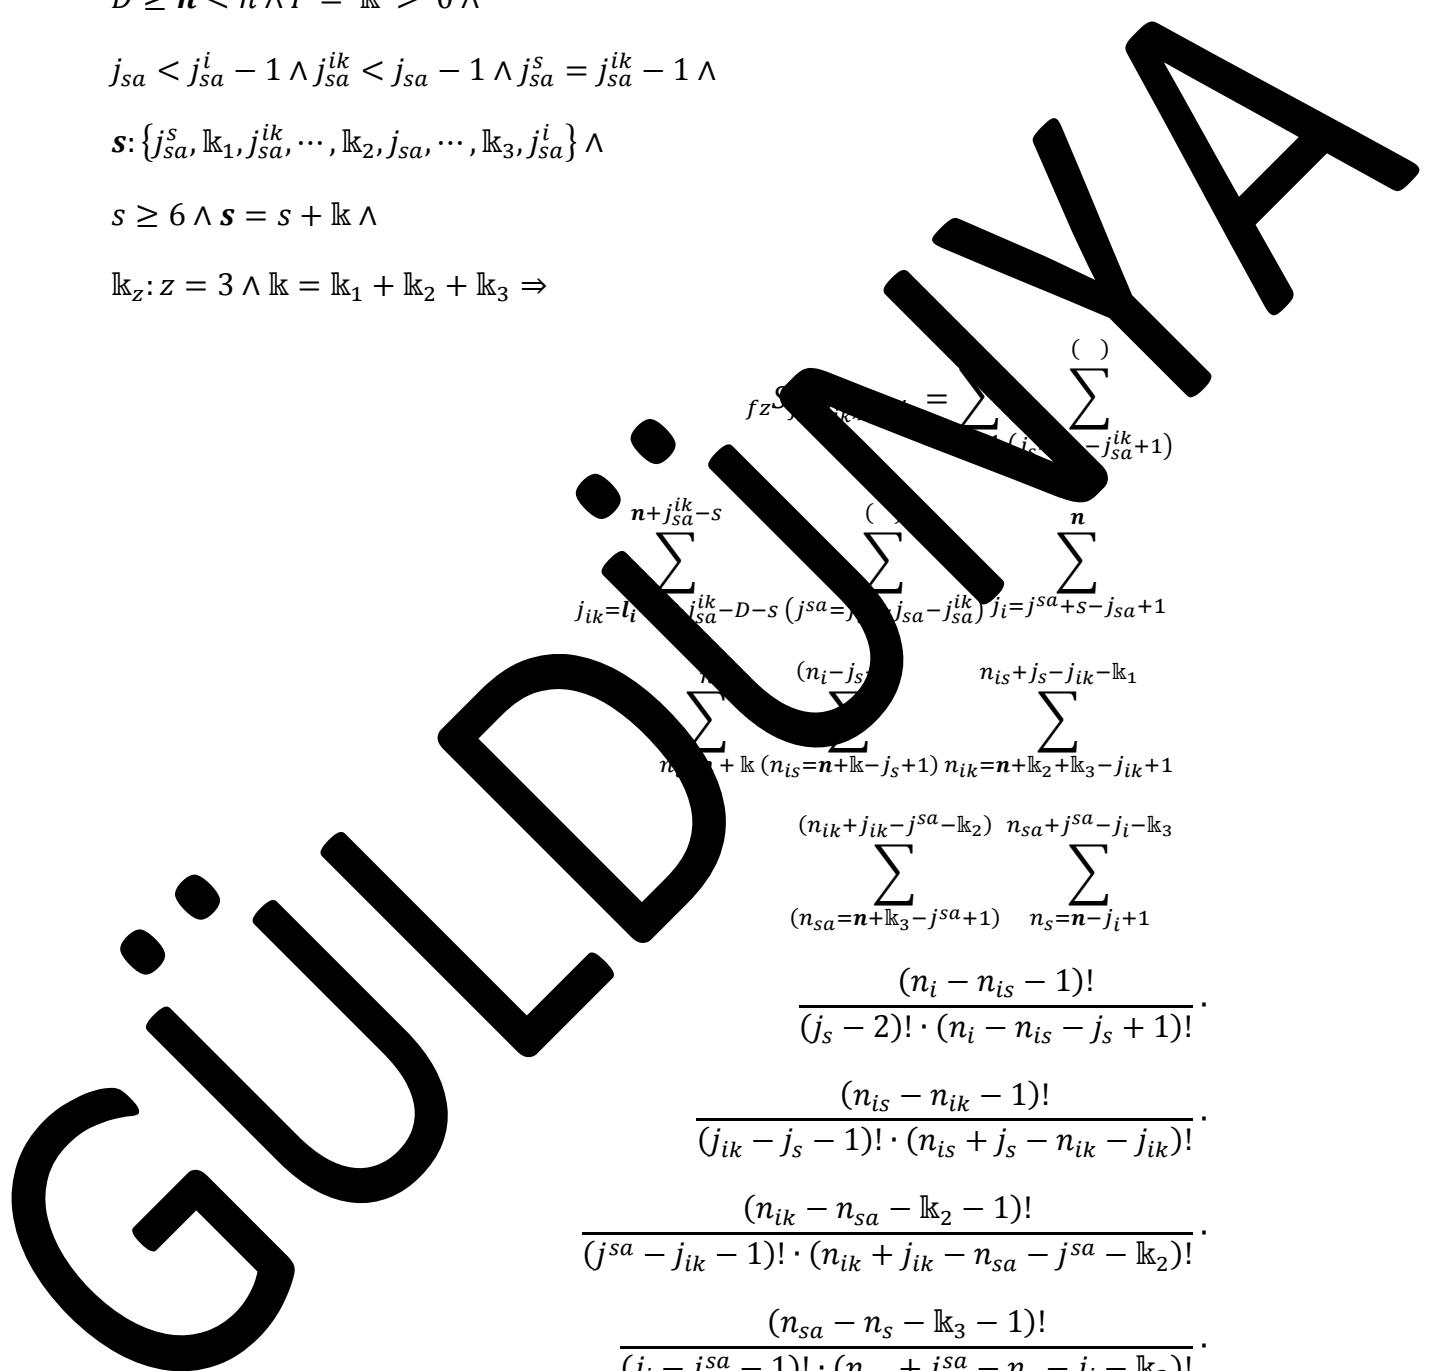 j_{sa} < j_{sa}^{i} − 1 ∧ j_{sa}^{ik} < j_{sa} − 1 ∧ j_{sa}^{s} = j_{sa}^{ik} − 1 ∧
s: {j_{sa}^{s}, 𝕜_1, j_{sa}^{ik}, ⋯, 𝕜_2, j_{sa}, ⋯, 𝕜_3, j_{sa}^{i}} ∧
s ≥ 6 ∧ s = s + 𝕜 ∧
𝕜_z: z = 3 ∧ 𝕜 = 𝕜_1 + 𝕜_2 + 𝕜_3 ⇒
GÜLDÜNYA
= ∑ ∑ ( )
−j_{sa}^{ik}+1)
n+j_{sa}^{ik}−s ( n
∑ ∑ ∑
j_{ik}=l_i j_{sa}^{ik}−D−s (j^{sa}= j_{sa}−j_{sa}^{ik}) j_i=j^{sa}+s−j_{sa}+1
(n_i−j_s n_{is}+j_s−j_{ik}−𝕜_1
∑ ∑ ∑
+ 𝕜 (n_{is}=n+𝕜−j_s+1) n_{ik}=n+𝕜_2+𝕜_3−j_{ik}+1
(n_{ik}+j_{ik}−j^{sa}−𝕜_2) n_{sa}+j^{sa}−j_i−𝕜_3
∑ ∑
(n_{sa}=n+𝕜_3−j^{sa}+1) n_s=n−j_i+1
(n_i − n_{is} − 1)!
(j_s − 2)! · (n_i − n_{is} − j_s + 1)! ·
(n_{is} − n_{ik} − 1)!
(j_{ik} − j_s − 1)! · (n_{is} + j_s − n_{ik} − j_{ik})! ·
(n_{ik} − n_{sa} − 𝕜_2 − 1)!
(j^{sa} − j_{ik} − 1)! · (n_{ik} + j_{ik} − n_{sa} − j^{sa} − 𝕜_2)! ·
(n_{sa} − n_s − 𝕜_3 − 1)!